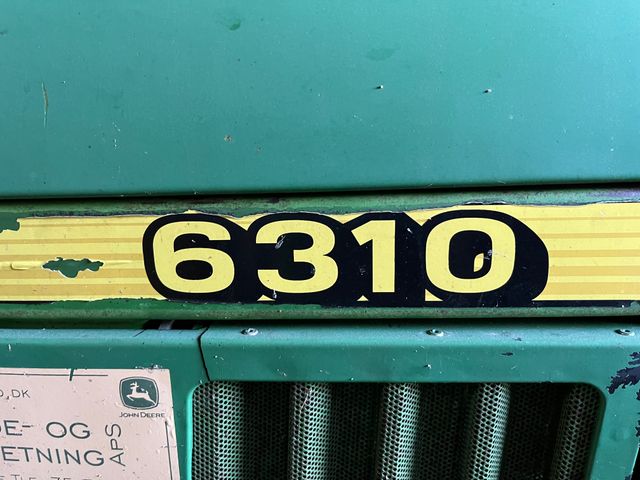 6310
JOHN DEERE
,DK
E- OG
ETNING
APS